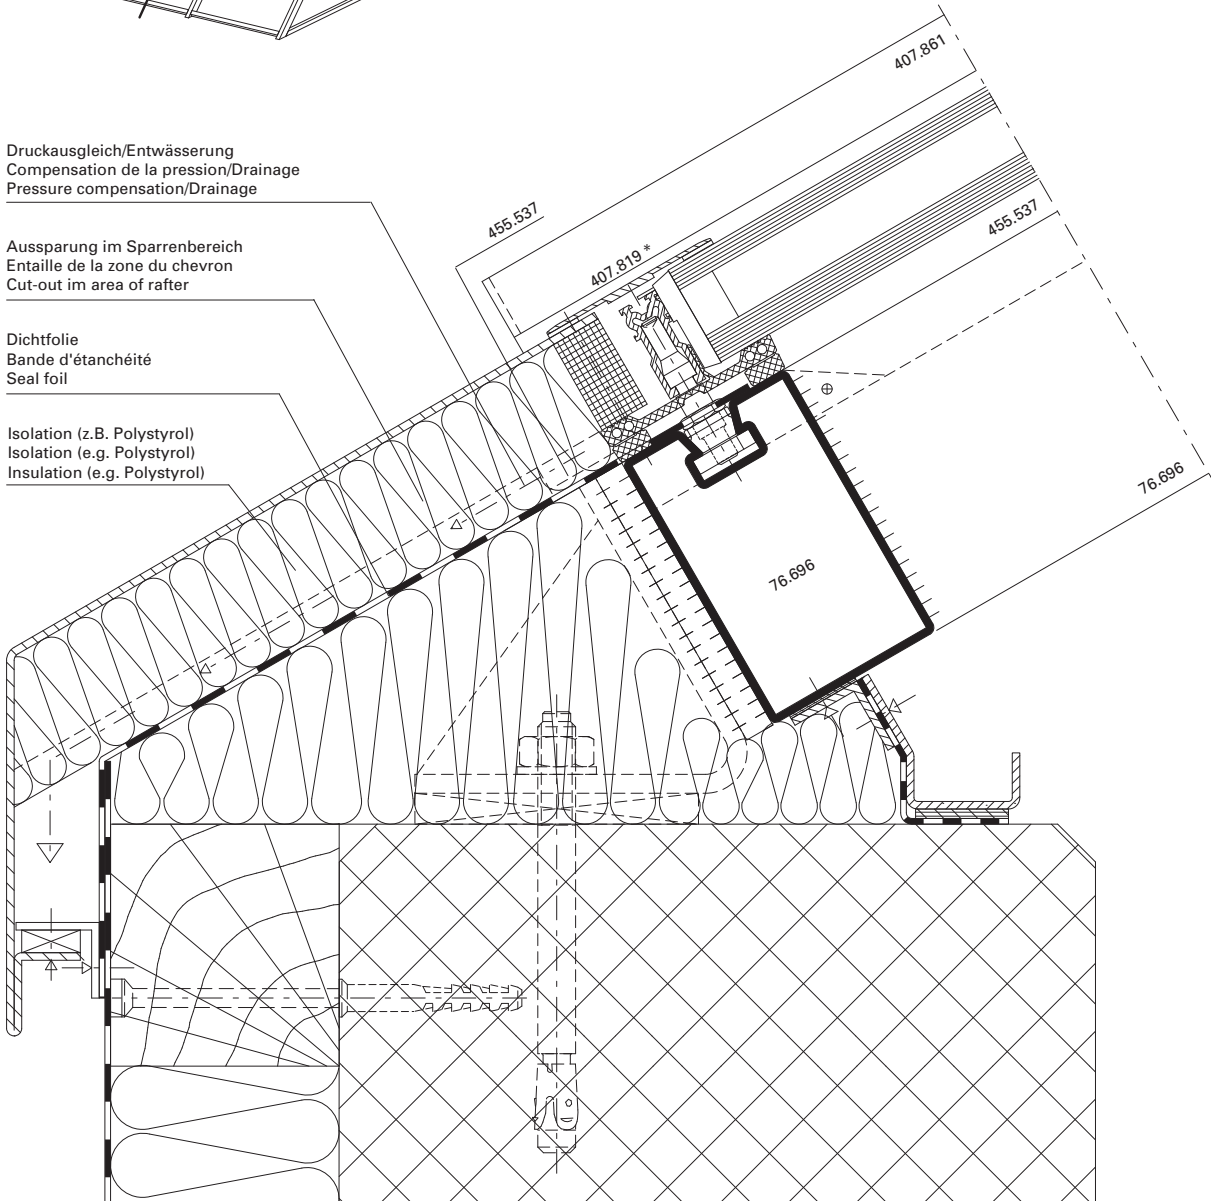 Druckausgleich/Entwässerung
Compensation de la pression/Drainage
Pressure compensation/Drainage
Aussparung im Sparrenbereich
Entaille de la zone du chevron
Cut-out im area of rafter
Dichtfolie
Bande d'étanchéité
Seal foil
Isolation (z.B. Polystyrol)
Isolation (e.g. Polystyrol)
Insulation (e.g. Polystyrol)
407.861
455.537
407.819 *
455.537
76.696
76.696